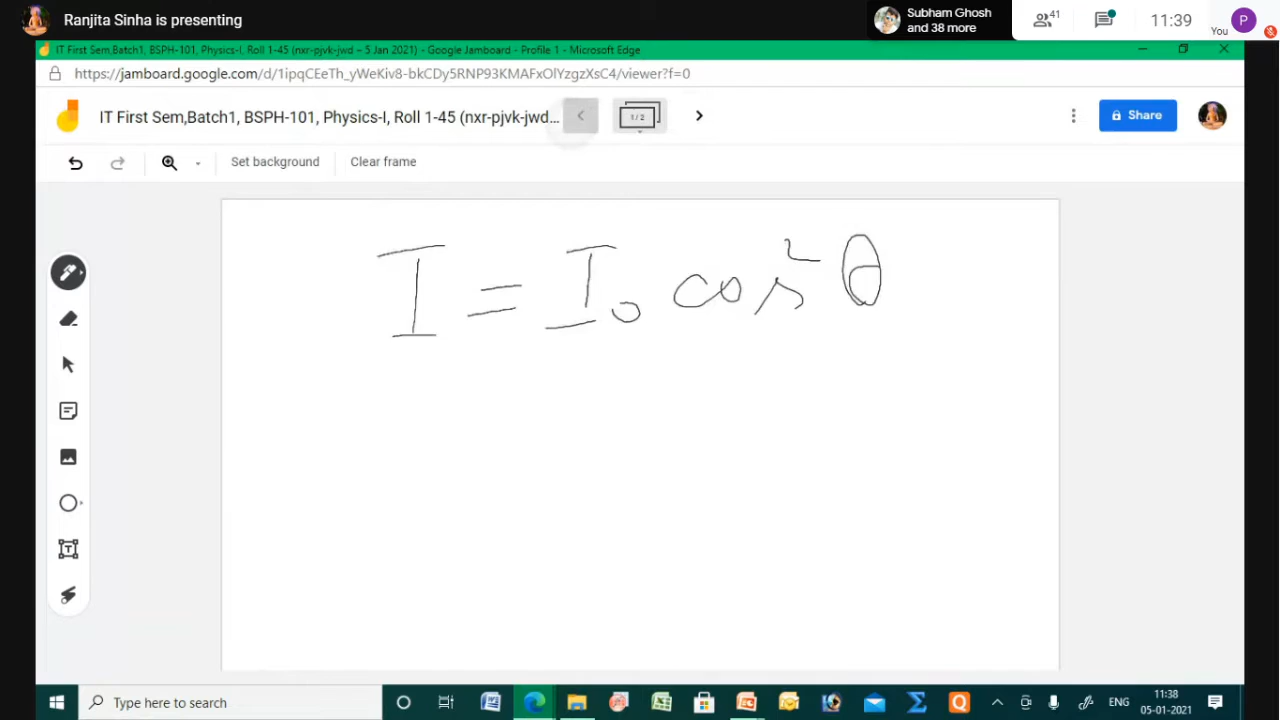 Ranjita Sinha is presenting
Subham Ghosh
and 38 more
41
11:39
You
P
IT First Sem,Batch1, BSPH-101, Physics-I, Roll 1-45 (nxr-pjvk-jwd – 5 Jan 2021) - Google Jamboard - Profile 1 - Microsoft Edge
https://jamboard.google.com/d/1ipqCEeTh_yWeKiv8-bkCDy5RNP93KMAFxOlYzgzXsC4/viewer?f=0
IT First Sem,Batch1, BSPH-101, Physics-I, Roll 1-45 (nxr-pjvk-jwd...
1 / 2
Share
Set background
Clear frame
I = I₀ cos² θ
Type here to search
ENG
11:38
05-01-2021